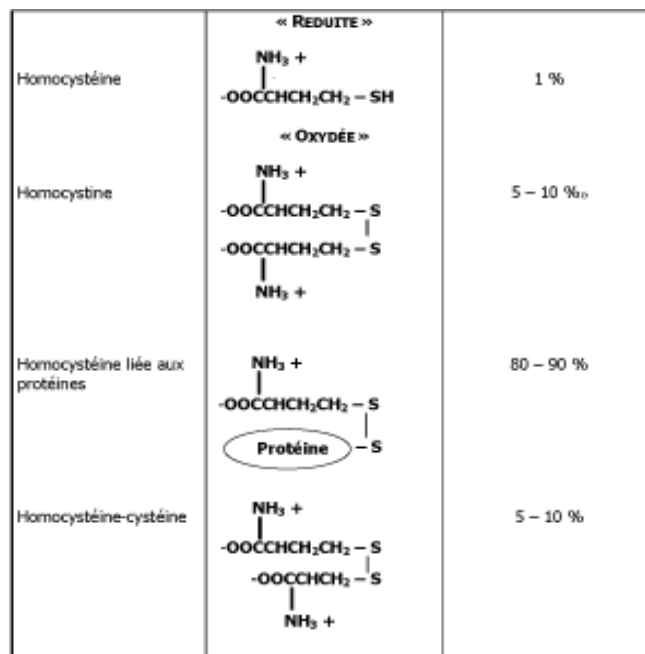 « REDUITE »
NH₃ +
Homocystéine
-OOCCHCH₂CH₂ – SH
1 %
« OXYDÉE »
NH₃ +
Homocystine
-OOCCHCH₂CH₂ – S
5 – 10 %
-OOCCHCH₂CH₂ – S
NH₃ +
Homocystéine liée aux
protéines
NH₃ +
80 – 90 %
-OOCCHCH₂CH₂ – S
Protéine – S
Homocystéine-cystéine
NH₃ +
5 – 10 %
-OOCCHCH₂CH₂ – S
-OOCCHCH₂ – S
NH₃ +